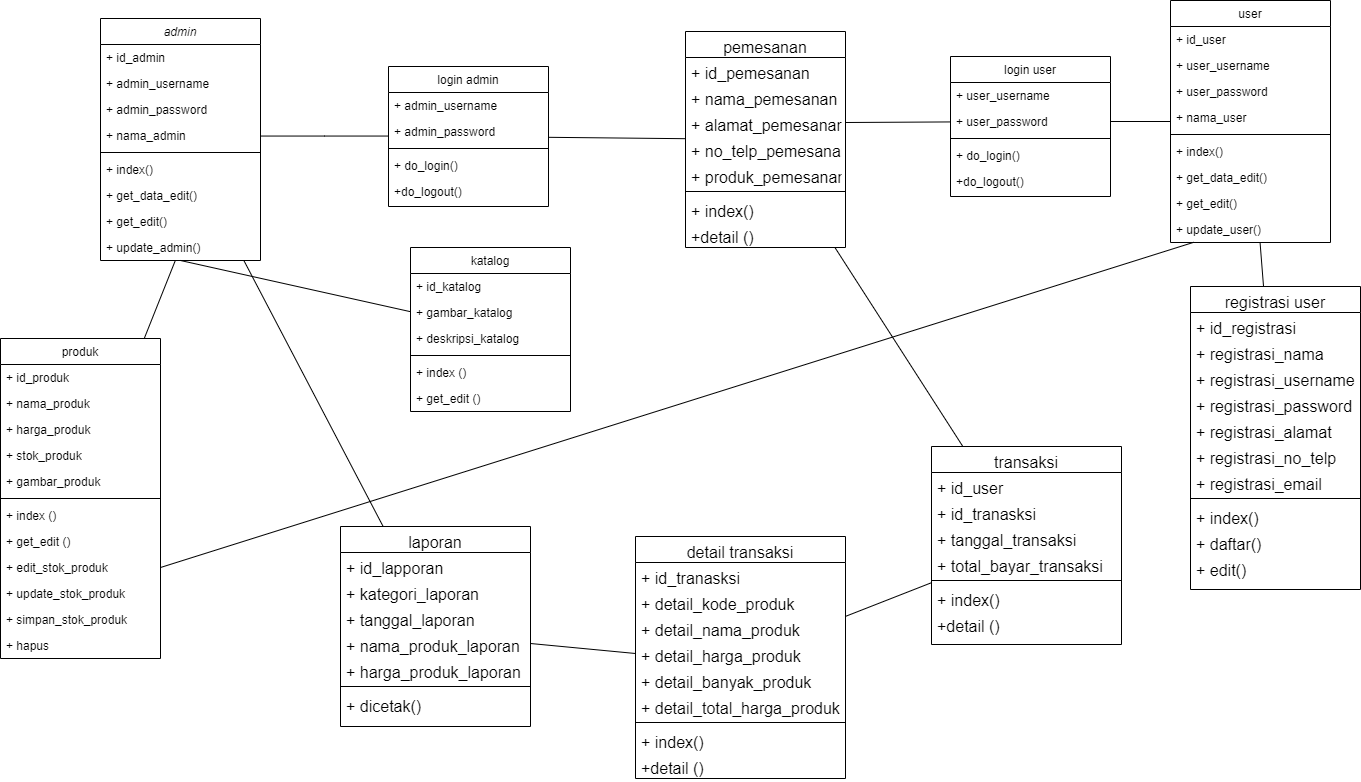 admin
+ id_admin
+ admin_username
+ admin_password
+ nama_admin
+ index()
+ get_data_edit()
+ get_edit()
+ update_admin()
login admin
+ admin_username
+ admin_password
+ do_login()
+do_logout()
pemesanan
+ id_pemesanan
+ nama_pemesanan
+ alamat_pemesanar
+ no_telp_pemesana
+ produk_pemesanar
+ index()
+detail ()
login user
+ user_username
+ user_password
+ do_login()
+do_logout()
user
+ id_user
+ user_username
+ user_password
+ nama_user
+ index()
+ get_data_edit()
+ get_edit()
+ update_user()
katalog
+ id_katalog
+ gambar_katalog
+ deskripsi_katalog
+ index ()
+ get_edit ()
registrasi user
+ id_registrasi
+ registrasi_nama
+ registrasi_username
+ registrasi_password
+ registrasi_alamat
+ registrasi_no_telp
+ registrasi_email
+ index()
+ daftar()
+ edit()
produk
+ id_produk
+ nama_produk
+ harga_produk
+ stok_produk
+ gambar_produk
+ index ()
+ get_edit ()
+ edit_stok_produk
+ update_stok_produk
+ simpan_stok_produk
+ hapus
laporan
+ id_lapporan
+ kategori_laporan
+ tanggal_laporan
+ nama_produk_laporan
+ harga_produk_laporan
+ dicetak()
detail transaksi
+ id_tranasksi
+ detail_kode_produk
+ detail_nama_produk
+ detail_harga_produk
+ detail_banyak_produk
+ detail_total_harga_produk
+ index()
+detail ()
transaksi
+ id_user
+ id_tranasksi
+ tanggal_transaksi
+ total_bayar_transaksi
+ index()
+detail ()